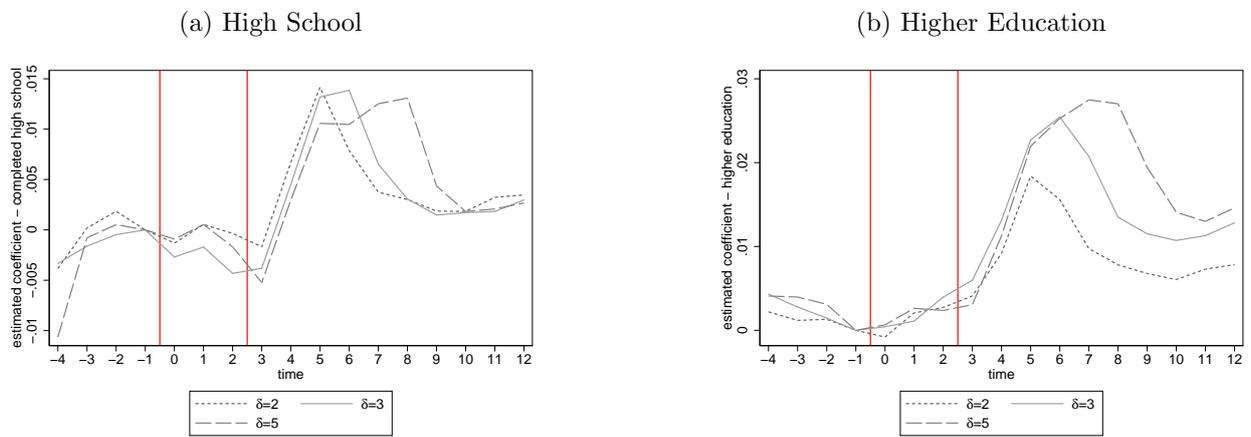 (a) High School
estimated coefficient − completed high school
.015
.01
.005
0
−.005
−.01
−4 −3 −2 −1 0 1 2 3 4 5 6 7 8 9 10 11 12
time
δ=2 δ=3
δ=5
(b) Higher Education
estimated coefficient − higher education
.03
.02
.01
0
−4 −3 −2 −1 0 1 2 3 4 5 6 7 8 9 10 11 12
time
δ=2 δ=3
δ=5